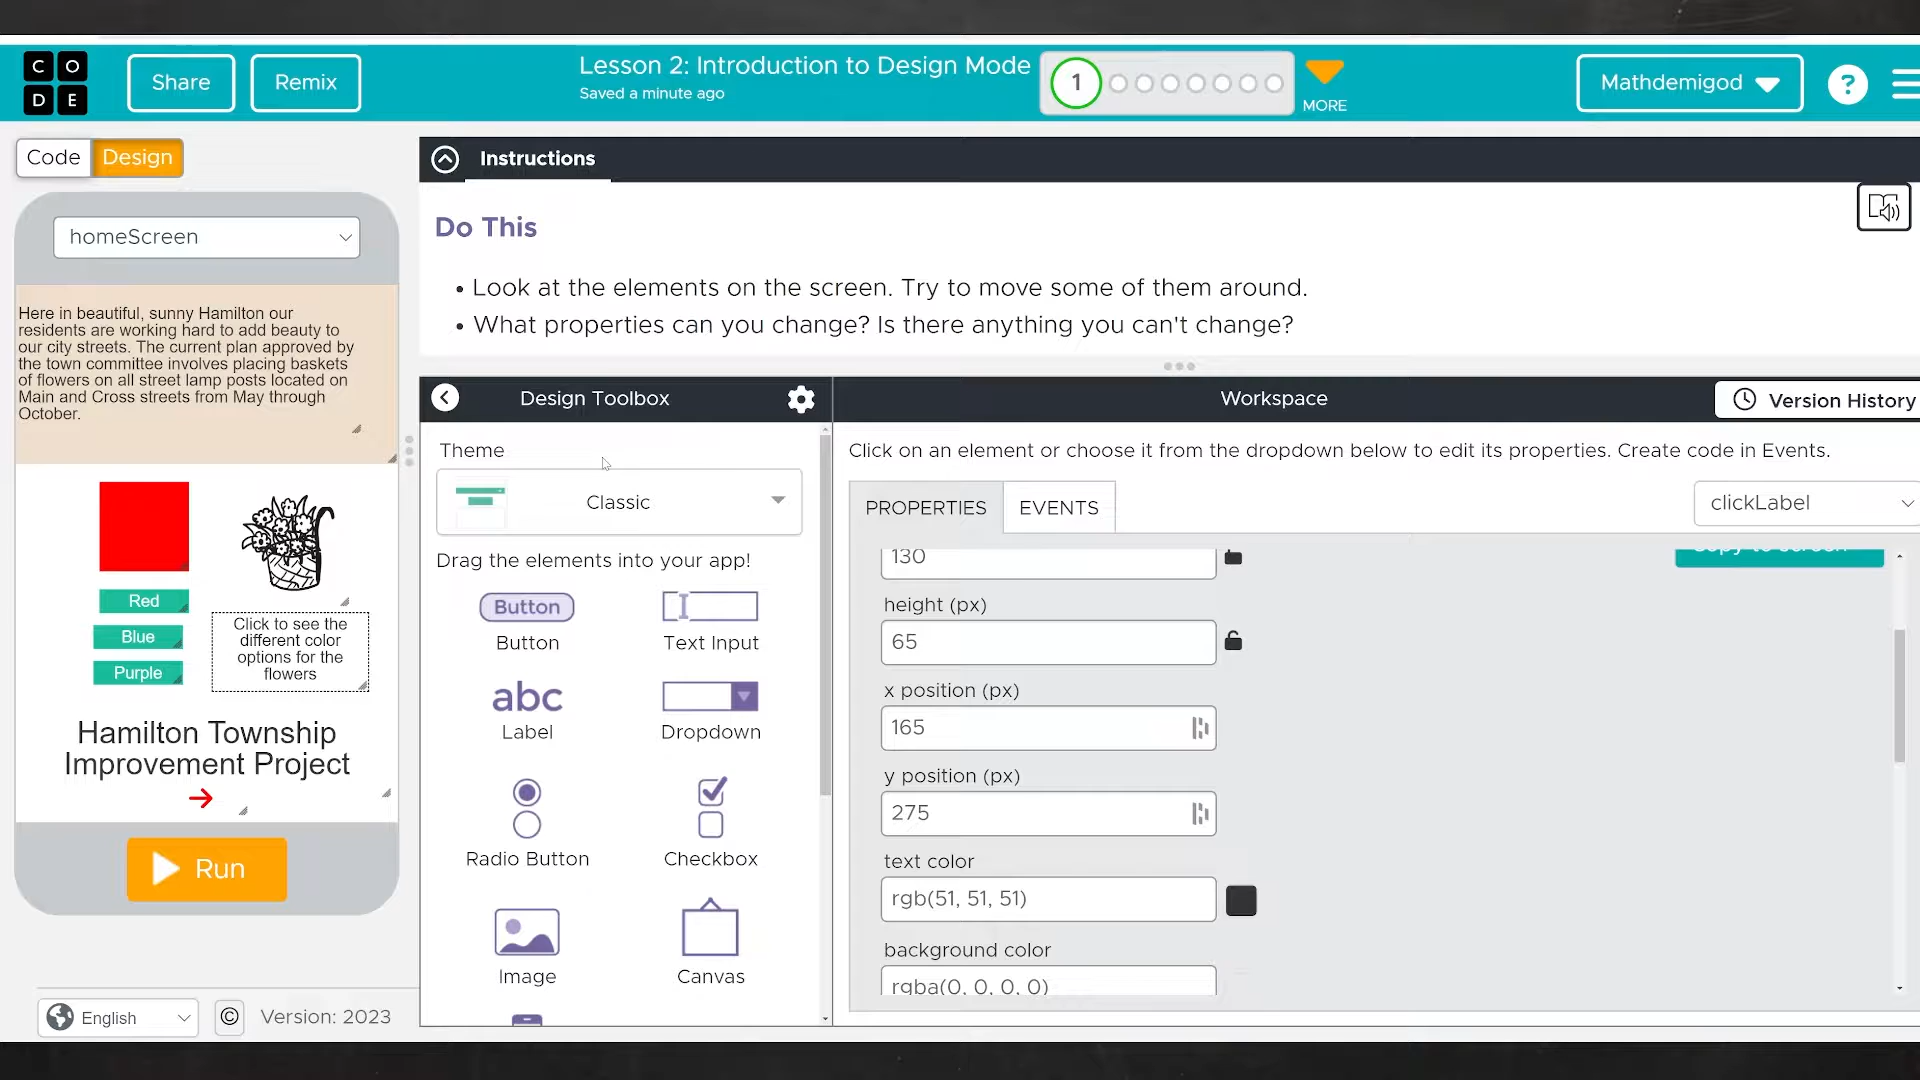 CODE
Share
Remix
Lesson 2: Introduction to Design Mode
Saved a minute ago
1
MORE
Mathdemigod
?
Code
Design
homeScreen
Here in beautiful, sunny Hamilton our
residents are working hard to add beauty to
our city streets. The current plan approved by
the town committee involves placing baskets
of flowers on all street lamp posts located on
Main and Cross streets from May through
October.
Red
Blue
Purple
Click to see the
different color
options for the
flowers
Hamilton Township
Improvement Project
Run
English
©
Version: 2023
Instructions
Do This
• Look at the elements on the screen. Try to move some of them around.
• What properties can you change? Is there anything you can't change?
Design Toolbox
Theme
Classic
Drag the elements into your app!
Button
Button
Text Input
abc
Label
Dropdown
Radio Button
Checkbox
Image
Canvas
Workspace
Version History
Click on an element or choose it from the dropdown below to edit its properties. Create code in Events.
PROPERTIES
EVENTS
clickLabel
130
Copy to screen
height (px)
65
x position (px)
165
y position (px)
275
text color
rgb(51, 51, 51)
background color
rgba(0, 0, 0, 0)